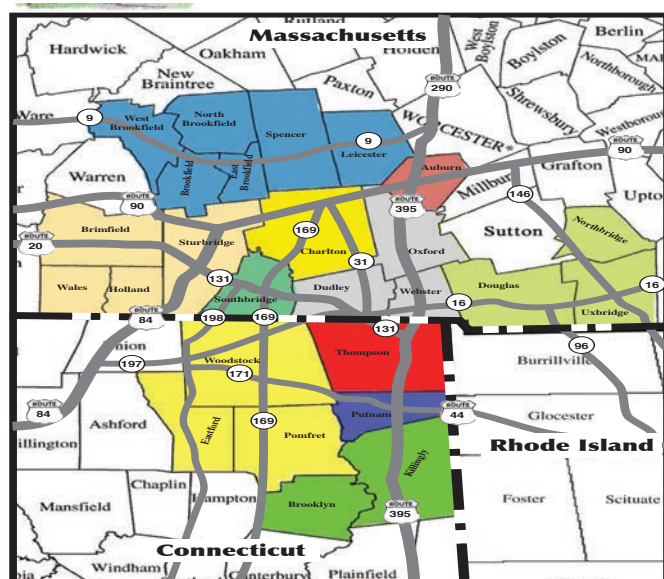 Massachusetts
Hardwick
Oakham
Rutland
Holden
West
Boylston
Boylston
Berlin
New
Braintree
Paxton
ROUTE
290
Shrewsbury
Northborough
Westborough
Ware
9
West
Brookfield
North
Brookfield
Spencer
9
Leicester
WORCESTER*
Auburn
Millbury
Grafton
ROUTE
90
Warren
Brookfield
East
Brookfield
ROUTE
90
ROUTE
395
146
Upton
20
Brimfield
Sturbridge
169
Charlton
31
Oxford
Sutton
Northbridge
Wales
Holland
131
Southbridge
Dudley
Webster
16
Douglas
16
Uxbridge
ROUTE
84
198
169
131
96
Union
197
Woodstock
171
Thompson
Burrillville
ROUTE
84
Ashford
Eastford
169
Pomfret
Putnam
ROUTE
44
Glocester
Rhode Island
Willington
Killingly
Mansfield
Chaplin
Hampton
Brooklyn
ROUTE
395
Foster
Scituate
Connecticut
Windham
Canterbury
Plainfield